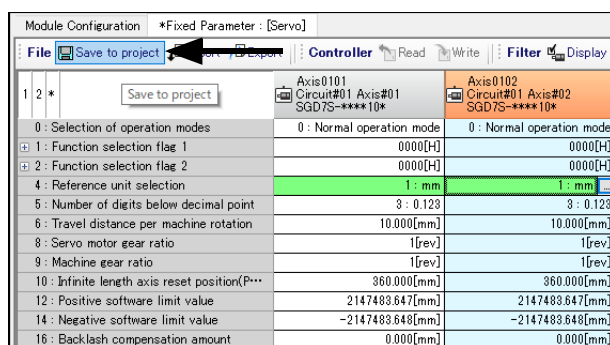 Module Configuration *Fixed Parameter : [Servo]
File Save to project Export Controller Read Write Filter Display
1 2 * Save to project
Axis0101 Axis0102
Circuit#01 Axis#01 Circuit#01 Axis#02
SGD7S-****10* SGD7S-****10*
0 : Selection of operation modes 0 : Normal operation mode 0 : Normal operation mode
1 : Function selection flag 1 0000[H] 0000[H]
2 : Function selection flag 2 0000[H] 0000[H]
4 : Reference unit selection 1 : mm 1 : mm ...
5 : Number of digits below decimal point 3 : 0.123 3 : 0.123
6 : Travel distance per machine rotation 10.000[mm] 10.000[mm]
8 : Servo motor gear ratio 1[rev] 1[rev]
9 : Machine gear ratio 1[rev] 1[rev]
10 : Infinite length axis reset position(P... 360.000[mm] 360.000[mm]
12 : Positive software limit value 2147483.647[mm] 2147483.647[mm]
14 : Negative software limit value -2147483.648[mm] -2147483.648[mm]
16 : Backlash compensation amount 0.000[mm] 0.000[mm]